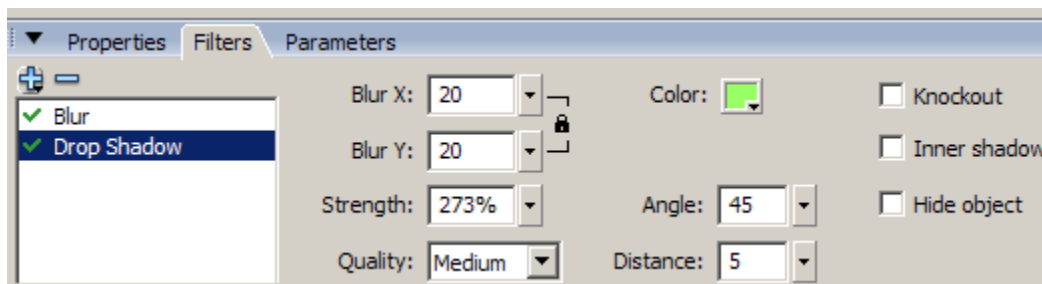 Properties Filters Parameters
Blur X: 20 Color: Knockout
Blur
Drop Shadow Blur Y: 20 Inner shadow
Strength: 273% Angle: 45 Hide object
Quality: Medium Distance: 5